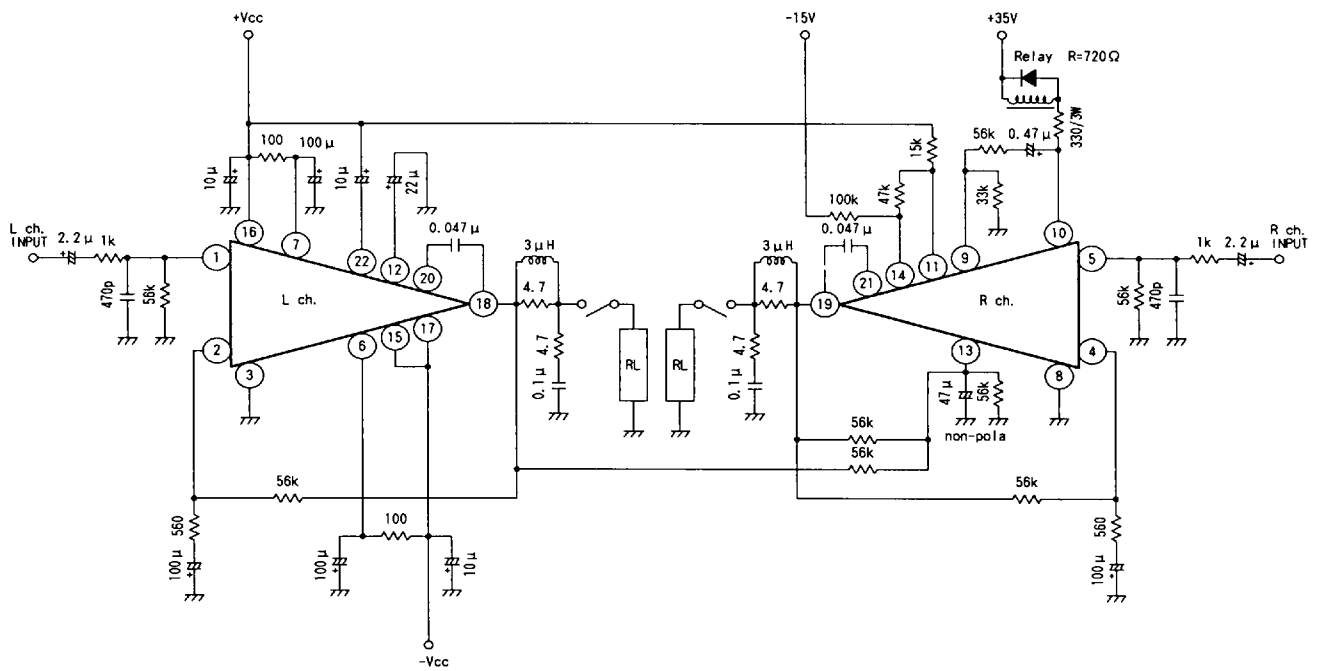 +Vcc
-15V
+35V
Relay R=720Ω
330/3W
100
100μ
10μ
10μ
22μ
15k
56k
0.47μ
47k
33k
100k
0.047μ
0.047μ
L ch.
INPUT
2.2μ
1k
470p
56k
16
7
22
12
20
1
2
3
6
15
17
18
L ch.
3μH
4.7
4.7
0.1μ
RL
RL
3μH
4.7
4.7
0.1μ
19
21
14
11
9
10
5
4
8
13
R ch.
1k
2.2μ
R ch.
INPUT
56k
470p
47μ
56k
non-pola
56k
56k
56k
56k
560
100μ
100
100μ
10μ
560
100μ
-Vcc